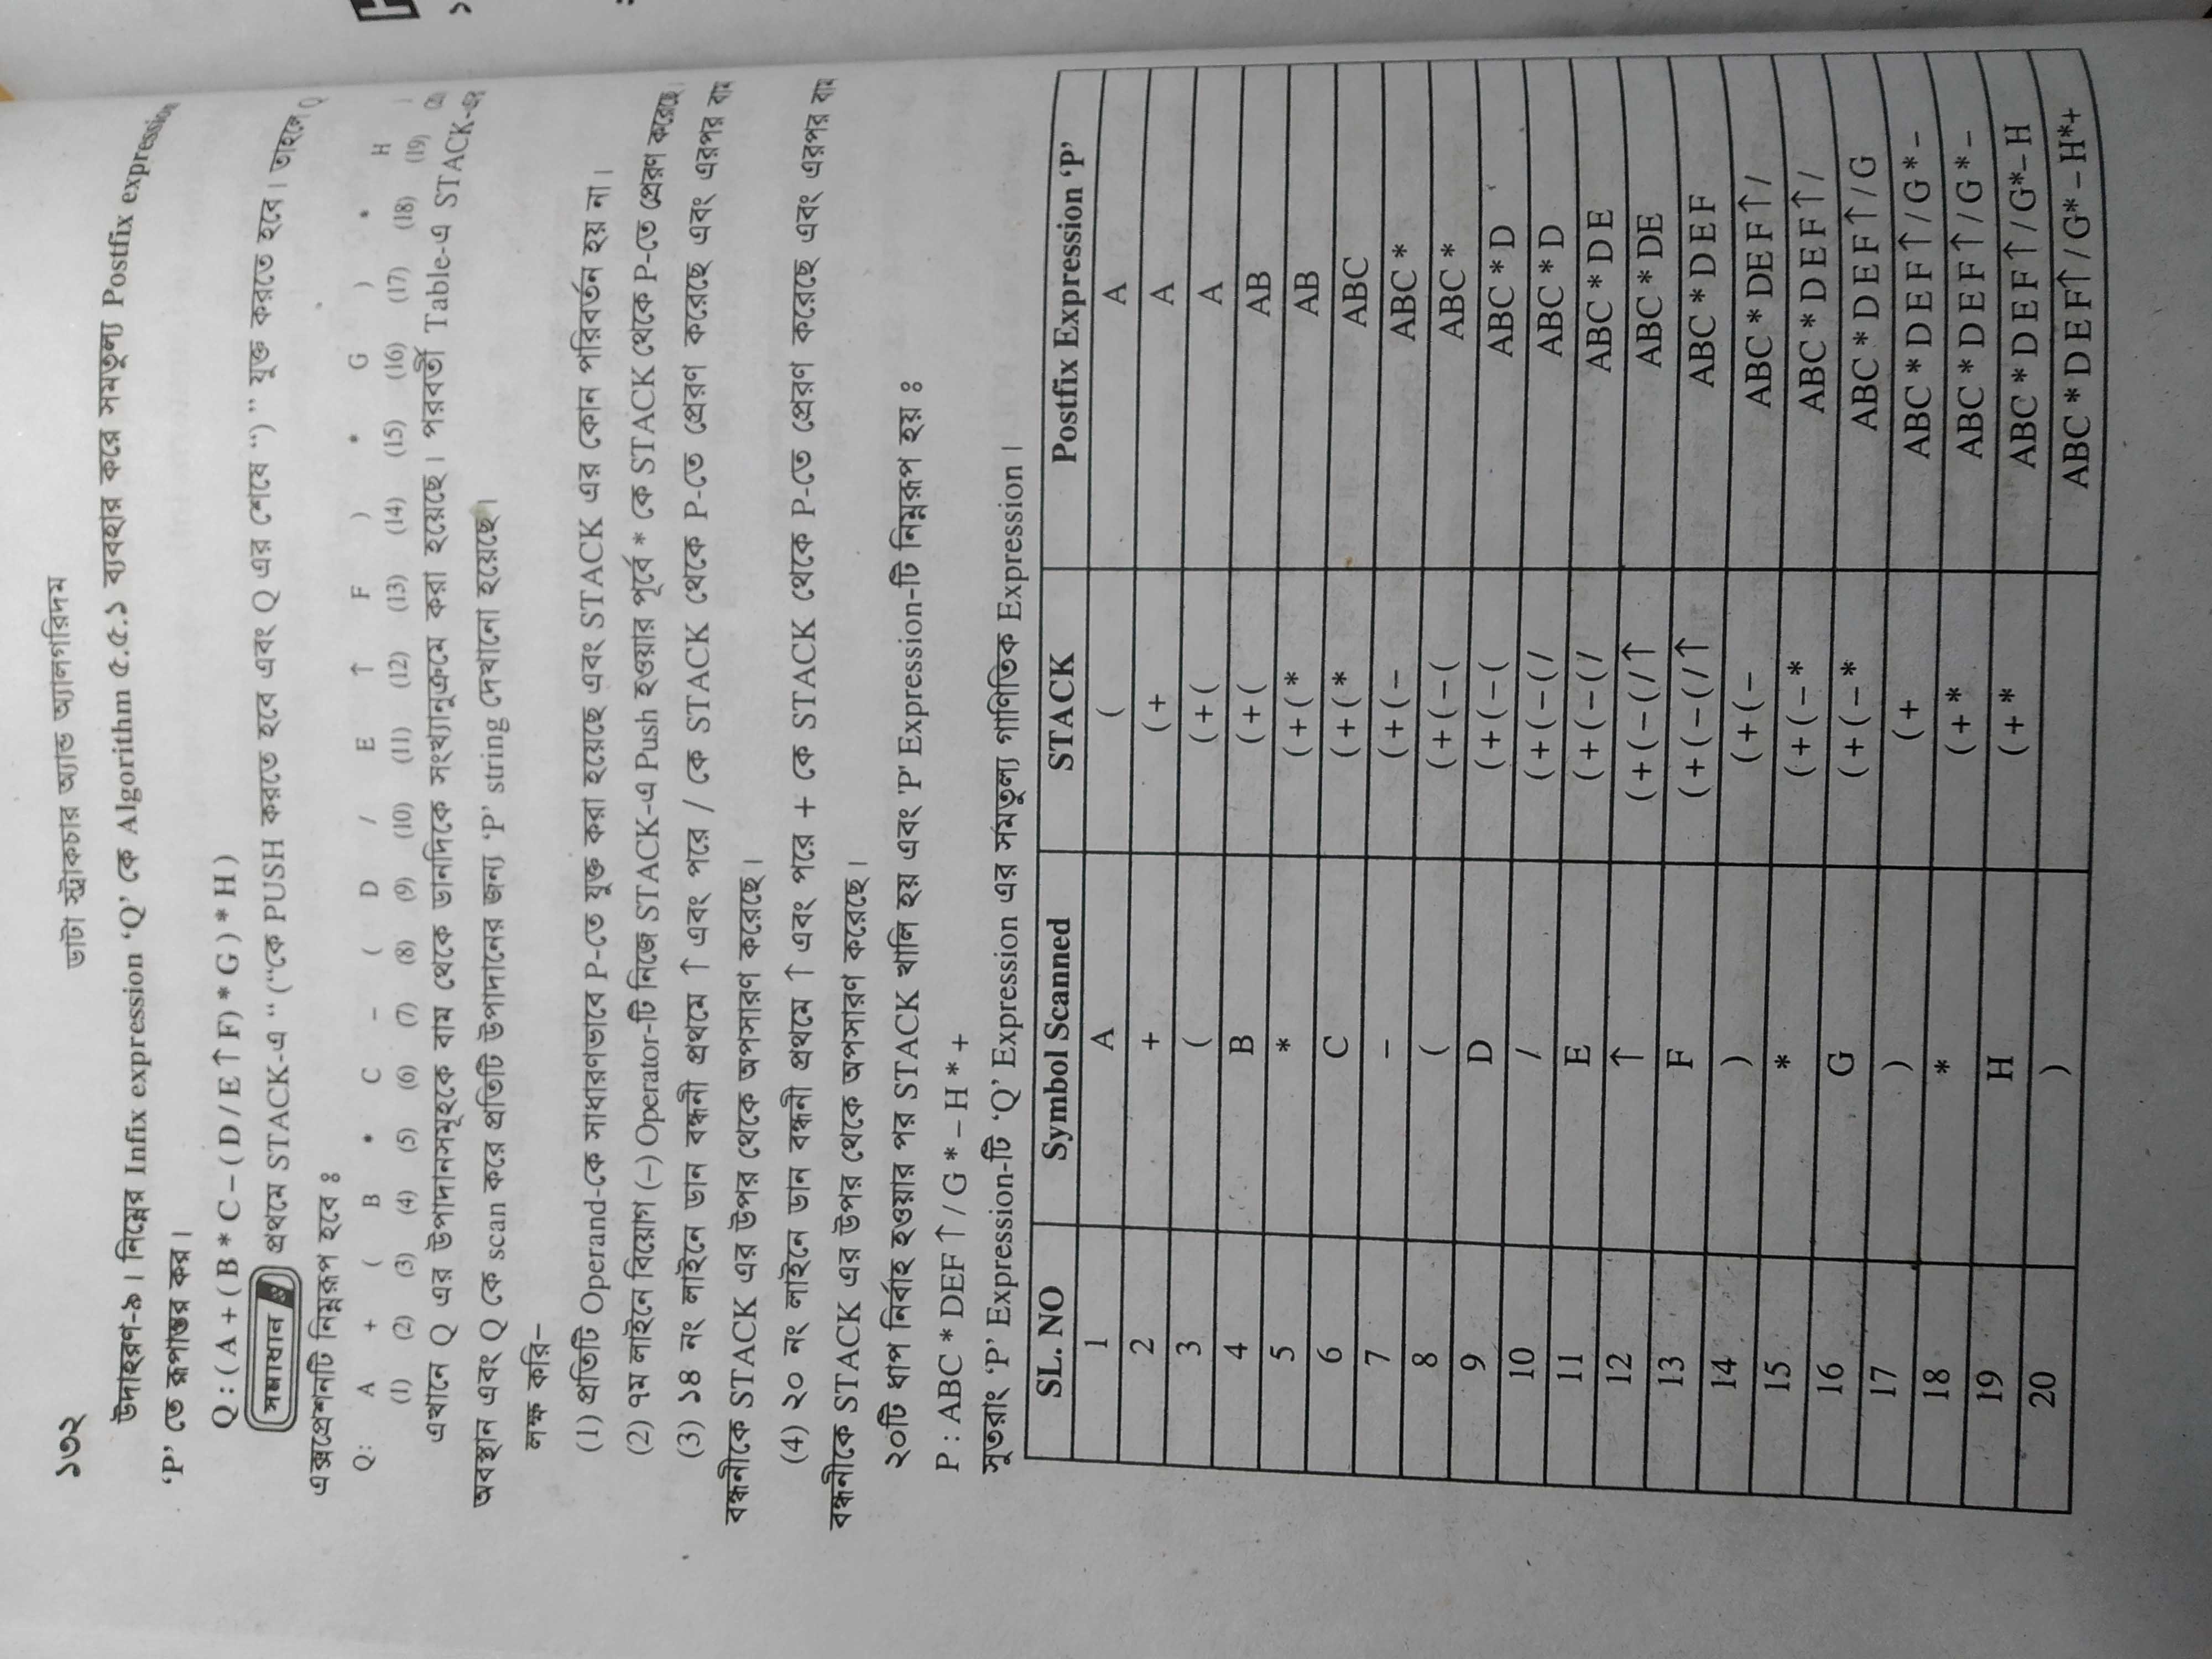 ১৩২
ডাটা স্ট্রাকচার অ্যান্ড অ্যালগরিদম
উদাহরণ-৯। নিম্নের Infix expression ‘Q’ কে Algorithm ৫.৫.১ ব্যবহার করে সমতুল্য Postfix expression
‘P’ তে রূপান্তর কর।
Q : ( A + ( B * C – ( D / E ↑ F) * G ) * H )
সমাধান প্রথমে STACK-এ “ (“কে PUSH করতে হবে এবং Q এর শেষে “) ” যুক্ত করতে হবে। তাহলে Q
এক্সপ্রেশনটি নিম্নরূপ হবে ঃ
Q: A + ( B * C – ( D / E ↑ F ) * G ) * H )
(1) (2) (3) (4) (5) (6) (7) (8) (9) (10) (11) (12) (13) (14) (15) (16) (17) (18) (19) (20)
এখানে Q এর উপাদানসমূহকে বাম থেকে ডানদিকে সংখ্যানুক্রমে করা হয়েছে। পরবর্তী Table-এ STACK-এর
অবস্থান এবং Q কে scan করে প্রতিটি উপাদানের জন্য ‘P’ string দেখানো হয়েছে।
লক্ষ করি–
(1) প্রতিটি Operand-কে সাধারণভাবে P-তে যুক্ত করা হয়েছে এবং STACK এর কোন পরিবর্তন হয় না।
(2) ৭ম লাইনে বিয়োগ (–) Operator-টি নিজে STACK-এ Push হওয়ার পূর্বে * কে STACK থেকে P-তে প্রেরণ করেছে।
(3) ১৪ নং লাইনে ডান বন্ধনী প্রথমে ↑ এবং পরে / কে STACK থেকে P-তে প্রেরণ করেছে এবং এরপর বাম
বন্ধনীকে STACK এর উপর থেকে অপসারণ করেছে।
(4) ২০ নং লাইনে ডান বন্ধনী প্রথমে ↑ এবং পরে + কে STACK থেকে P-তে প্রেরণ করেছে এবং এরপর বাম
বন্ধনীকে STACK এর উপর থেকে অপসারণ করেছে।
২০টি ধাপ নির্বাহ হওয়ার পর STACK খালি হয় এবং 'P' Expression-টি নিম্নরূপ হয় ঃ
P : ABC * DEF ↑ / G * – H * +
সুতরাং ‘P’ Expression-টি ‘Q’ Expression এর সমতুল্য গাণিতিক Expression।
SL. NO Symbol Scanned STACK Postfix Expression ‘P’
1 A ( A
2 + ( + A
3 ( ( + ( A
4 B ( + ( AB
5 * ( + ( * AB
6 C ( + ( * ABC
7 – ( + ( – ABC *
8 ( ( + ( – ( ABC *
9 D ( + ( – ( ABC * D
10 / ( + ( – ( / ABC * D
11 E ( + ( – ( / ABC * D E
12 ↑ ( + ( – ( / ↑ ABC * DE
13 F ( + ( – ( / ↑ ABC * D E F
14 ) ( + ( – ABC * DEF ↑ /
15 * ( + ( – * ABC * D E F ↑ /
16 G ( + ( – * ABC * D E F ↑ / G
17 ) ( + ABC * D E F ↑ / G * –
18 * ( + * ABC * D E F ↑ / G * –
19 H ( + * ABC * D E F ↑ / G* – H
20 ) ABC * D E F↑ / G* – H*+